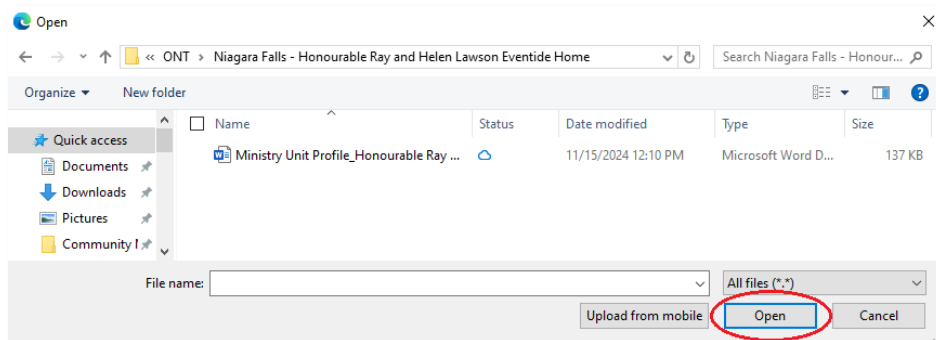 Open
« ONT > Niagara Falls - Honourable Ray and Helen Lawson Eventide Home
Search Niagara Falls - Honour...
Organize
New folder
Name
Status
Date modified
Type
Size
Quick access
Documents
Downloads
Pictures
Community
Ministry Unit Profile_Honourable Ray ...
11/15/2024 12:10 PM
Microsoft Word D...
137 KB
File name:
All files (*.*)
Upload from mobile
Open
Cancel